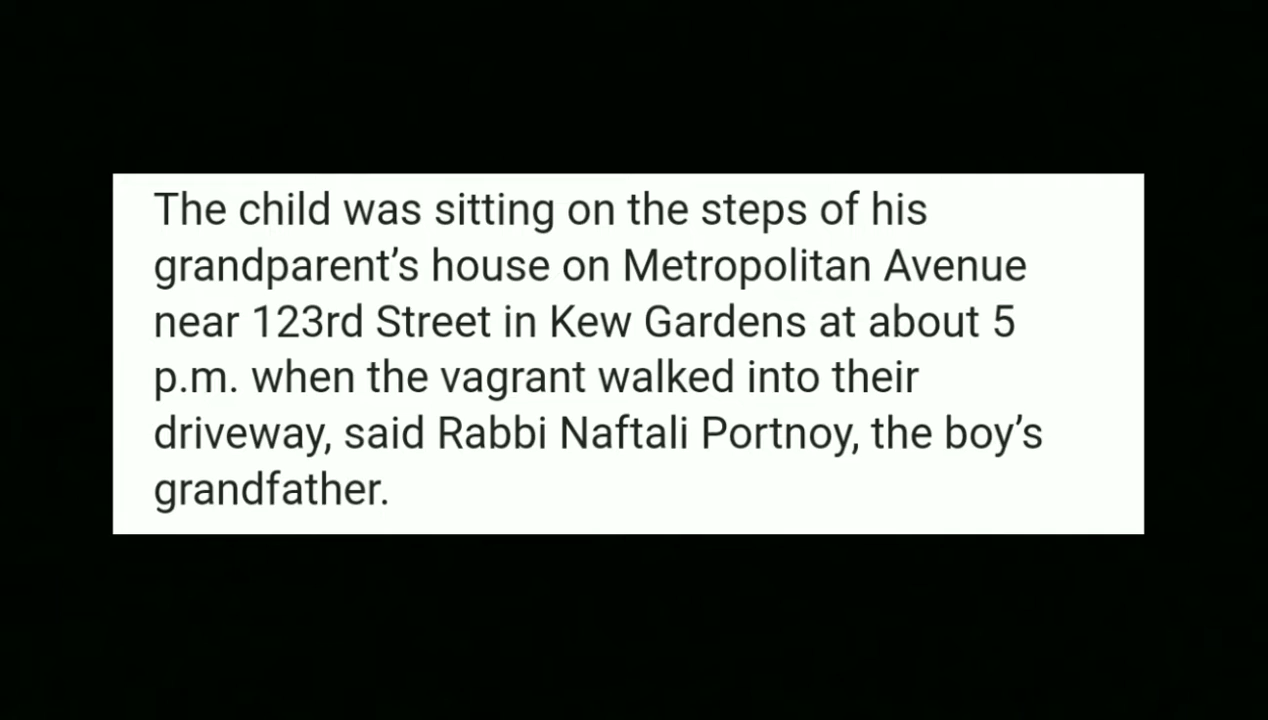 The child was sitting on the steps of his
grandparent’s house on Metropolitan Avenue
near 123rd Street in Kew Gardens at about 5
p.m. when the vagrant walked into their
driveway, said Rabbi Naftali Portnoy, the boy’s
grandfather.